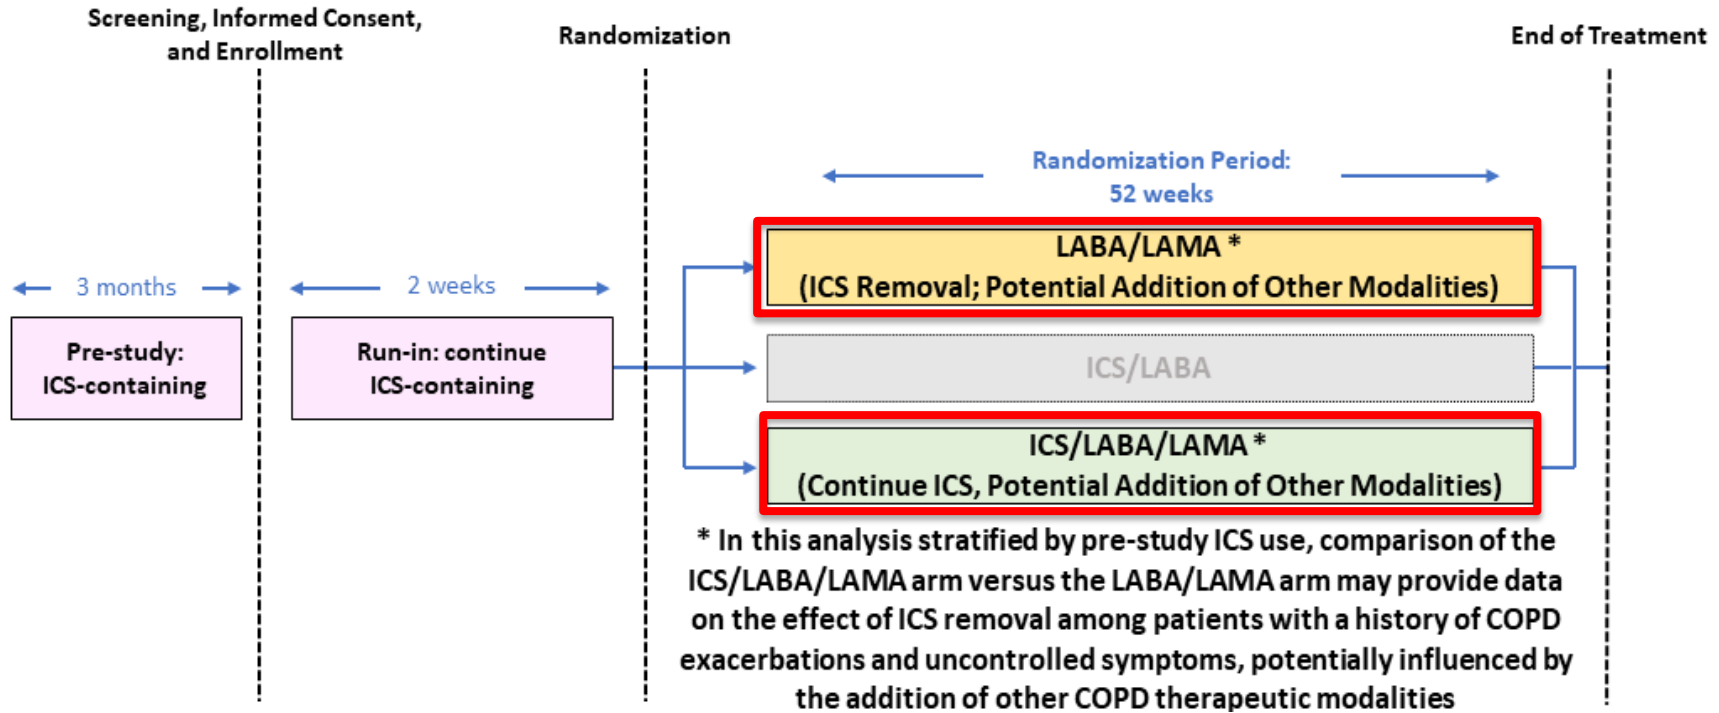 Screening, Informed Consent,
and Enrollment
Randomization
End of Treatment
Randomization Period:
52 weeks
3 months
2 weeks
Pre-study:
ICS-containing
Run-in: continue
ICS-containing
LABA/LAMA *
(ICS Removal; Potential Addition of Other Modalities)
ICS/LABA
ICS/LABA/LAMA *
(Continue ICS, Potential Addition of Other Modalities)
* In this analysis stratified by pre-study ICS use, comparison of the
ICS/LABA/LAMA arm versus the LABA/LAMA arm may provide data
on the effect of ICS removal among patients with a history of COPD
exacerbations and uncontrolled symptoms, potentially influenced by
the addition of other COPD therapeutic modalities